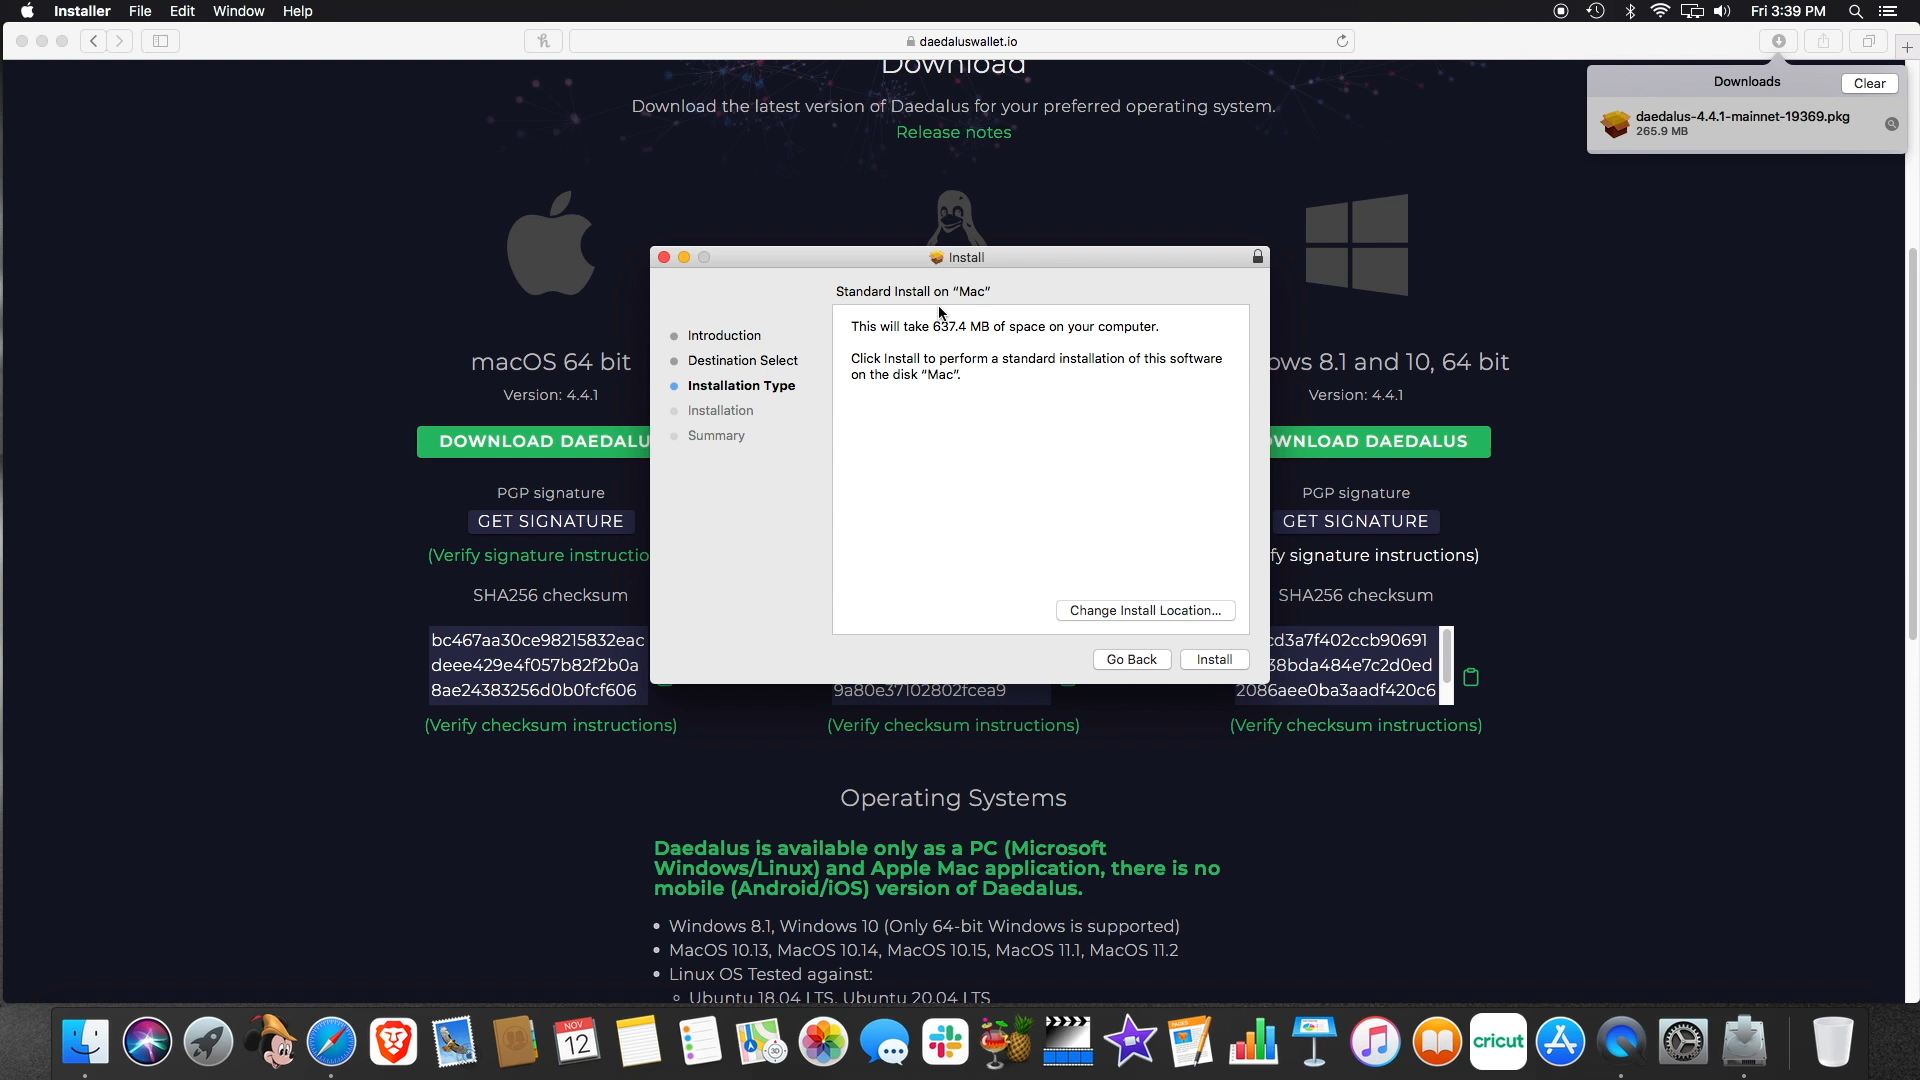 Installer File Edit Window Help
Fri 3:39 PM
daedaluswallet.io
Download
Download the latest version of Daedalus for your preferred operating system.
Release notes
Downloads
Clear
daedalus-4.4.1-mainnet-19369.pkg
265.9 MB
Install
Standard Install on “Mac”
Introduction
Destination Select
Installation Type
Installation
Summary
This will take 637.4 MB of space on your computer.
Click Install to perform a standard installation of this software
on the disk “Mac”.
Change Install Location...
Go Back
Install
macOS 64 bit
Version: 4.4.1
DOWNLOAD DAEDALU
PGP signature
GET SIGNATURE
(Verify signature instructio
SHA256 checksum
bc467aa30ce98215832eac
deee429e4f057b82f2b0a
8ae24383256d0b0fcf606
(Verify checksum instructions)
9a80e37102802fcea9
(Verify checksum instructions)
ows 8.1 and 10, 64 bit
Version: 4.4.1
WNLOAD DAEDALUS
PGP signature
GET SIGNATURE
fy signature instructions)
SHA256 checksum
cd3a7f402ccb90691
38bda484e7c2d0ed
2086aee0ba3aadf420c6
(Verify checksum instructions)
Operating Systems
Daedalus is available only as a PC (Microsoft
Windows/Linux) and Apple Mac application, there is no
mobile (Android/iOS) version of Daedalus.
• Windows 8.1, Windows 10 (Only 64-bit Windows is supported)
• MacOS 10.13, MacOS 10.14, MacOS 10.15, MacOS 11.1, MacOS 11.2
• Linux OS Tested against:
◦ Ubuntu 18.04 LTS, Ubuntu 20.04 LTS
NOV
12
3D
PAGES
cricut